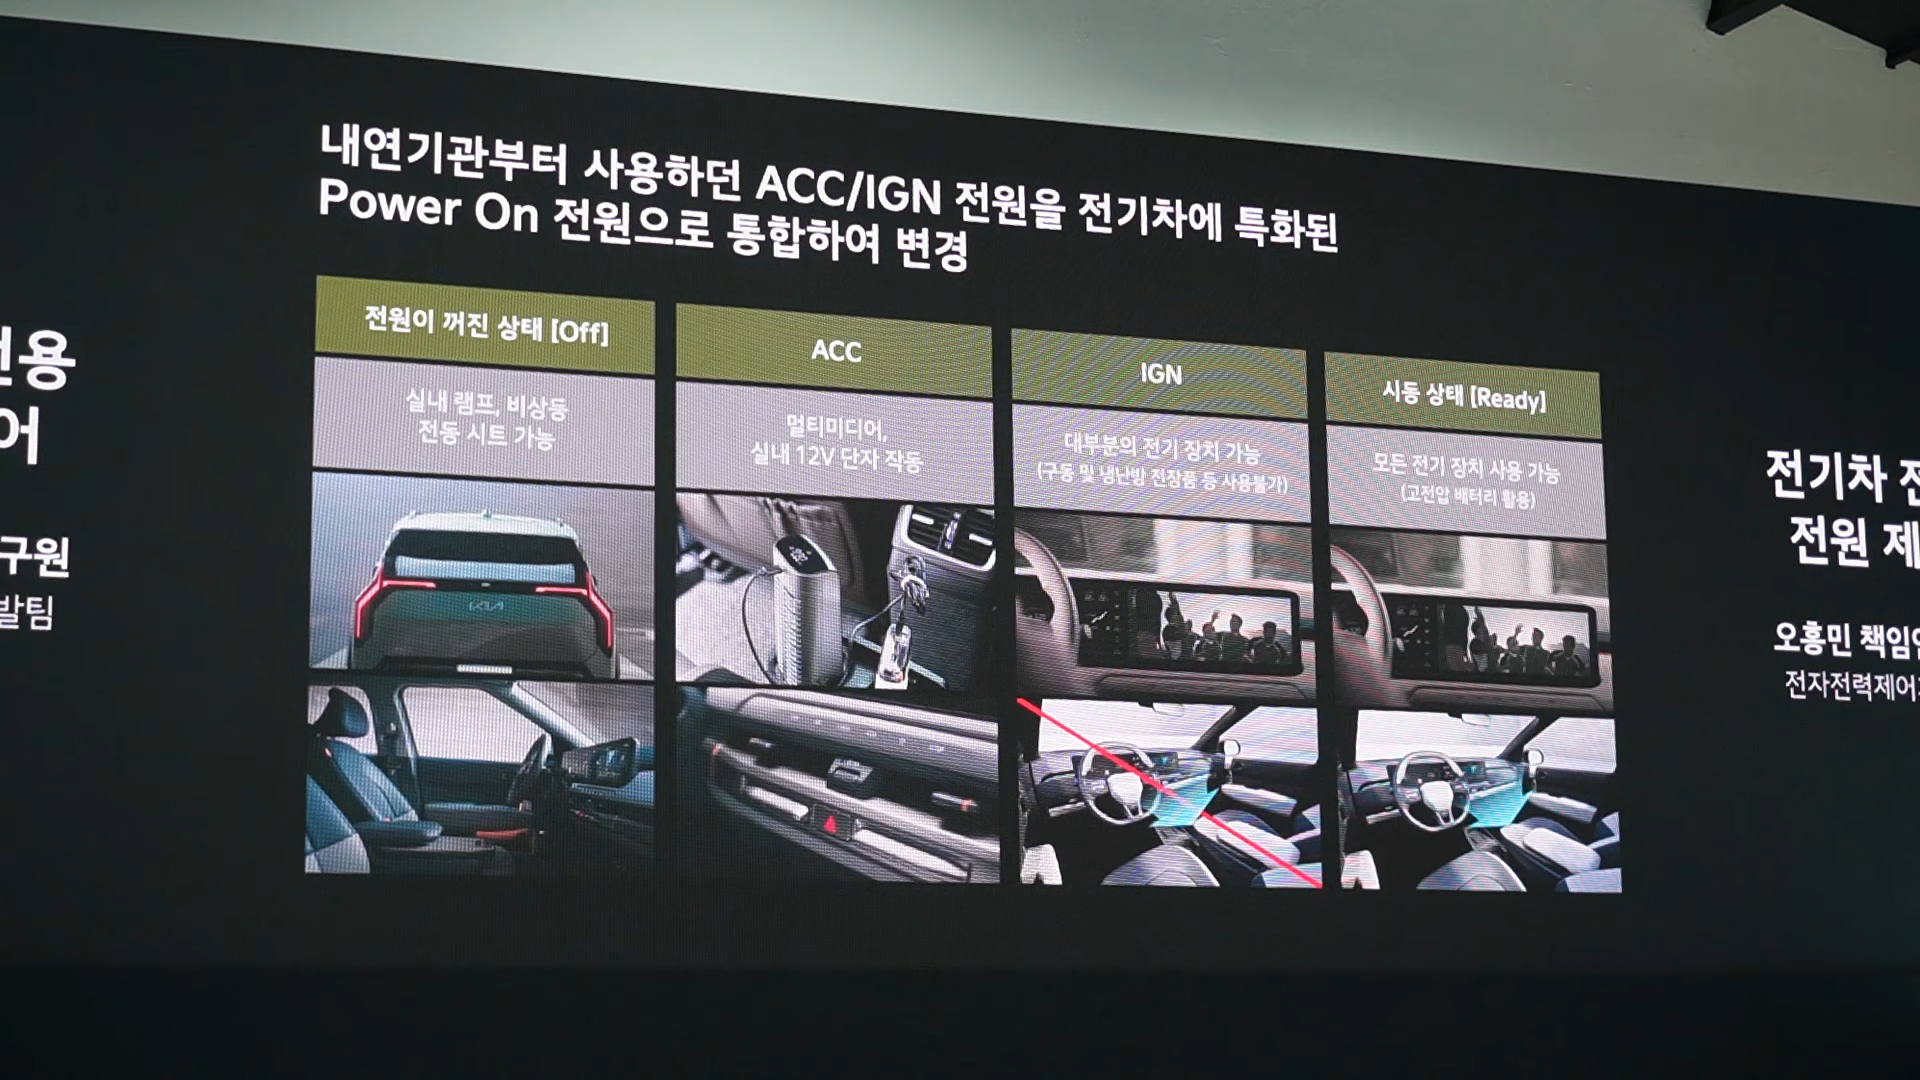 내연기관부터 사용하던 ACC/IGN 전원을 전기차에 특화된
Power On 전원으로 통합하여 변경
전원이 꺼진 상태 [Off]
실내 램프, 비상등
전동 시트 가능
ACC
멀티미디어,
실내 12V 단자 작동
IGN
대부분의 전기 장치 가능
(구동 및 냉난방 전장품 등 사용불가)
시동 상태 [Ready]
모든 전기 장치 사용 가능
(고전압 배터리 활용)
KIA
용
어
구원
발팀
전기차
전원 제
오흥민 책임
전자전력제어